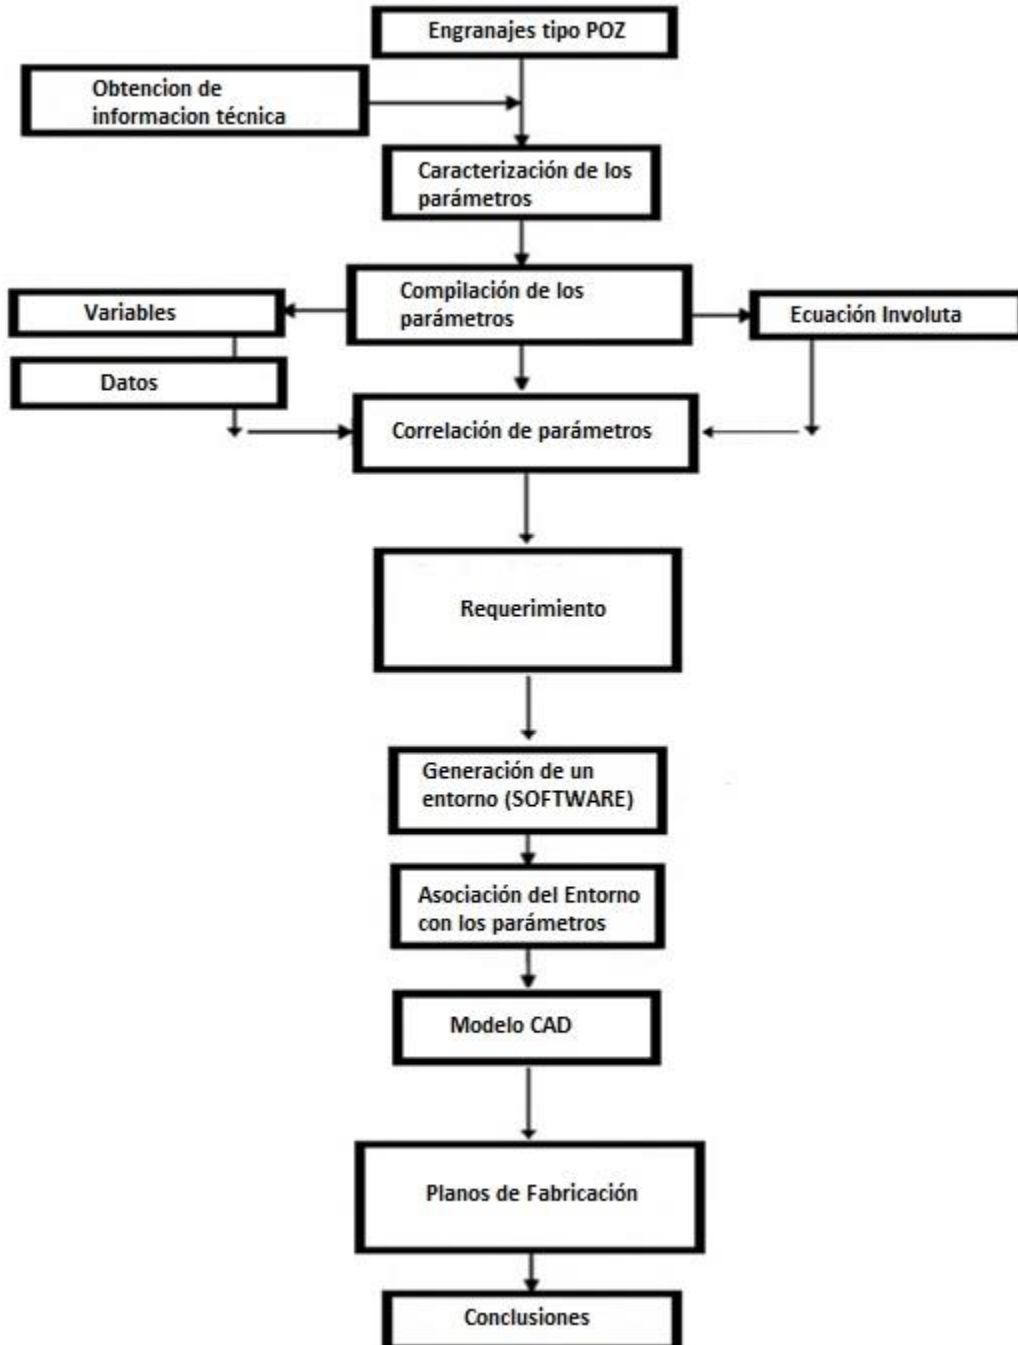 Engranajes tipo POZ
Obtencion de
informacion técnica
Caracterización de los
parámetros
Compilación de los
parámetros
Variables
Ecuación Involuta
Datos
Correlación de parámetros
Requerimiento
Generación de un
entorno (SOFTWARE)
Asociación del Entorno
con los parámetros
Modelo CAD
Planos de Fabricación
Conclusiones